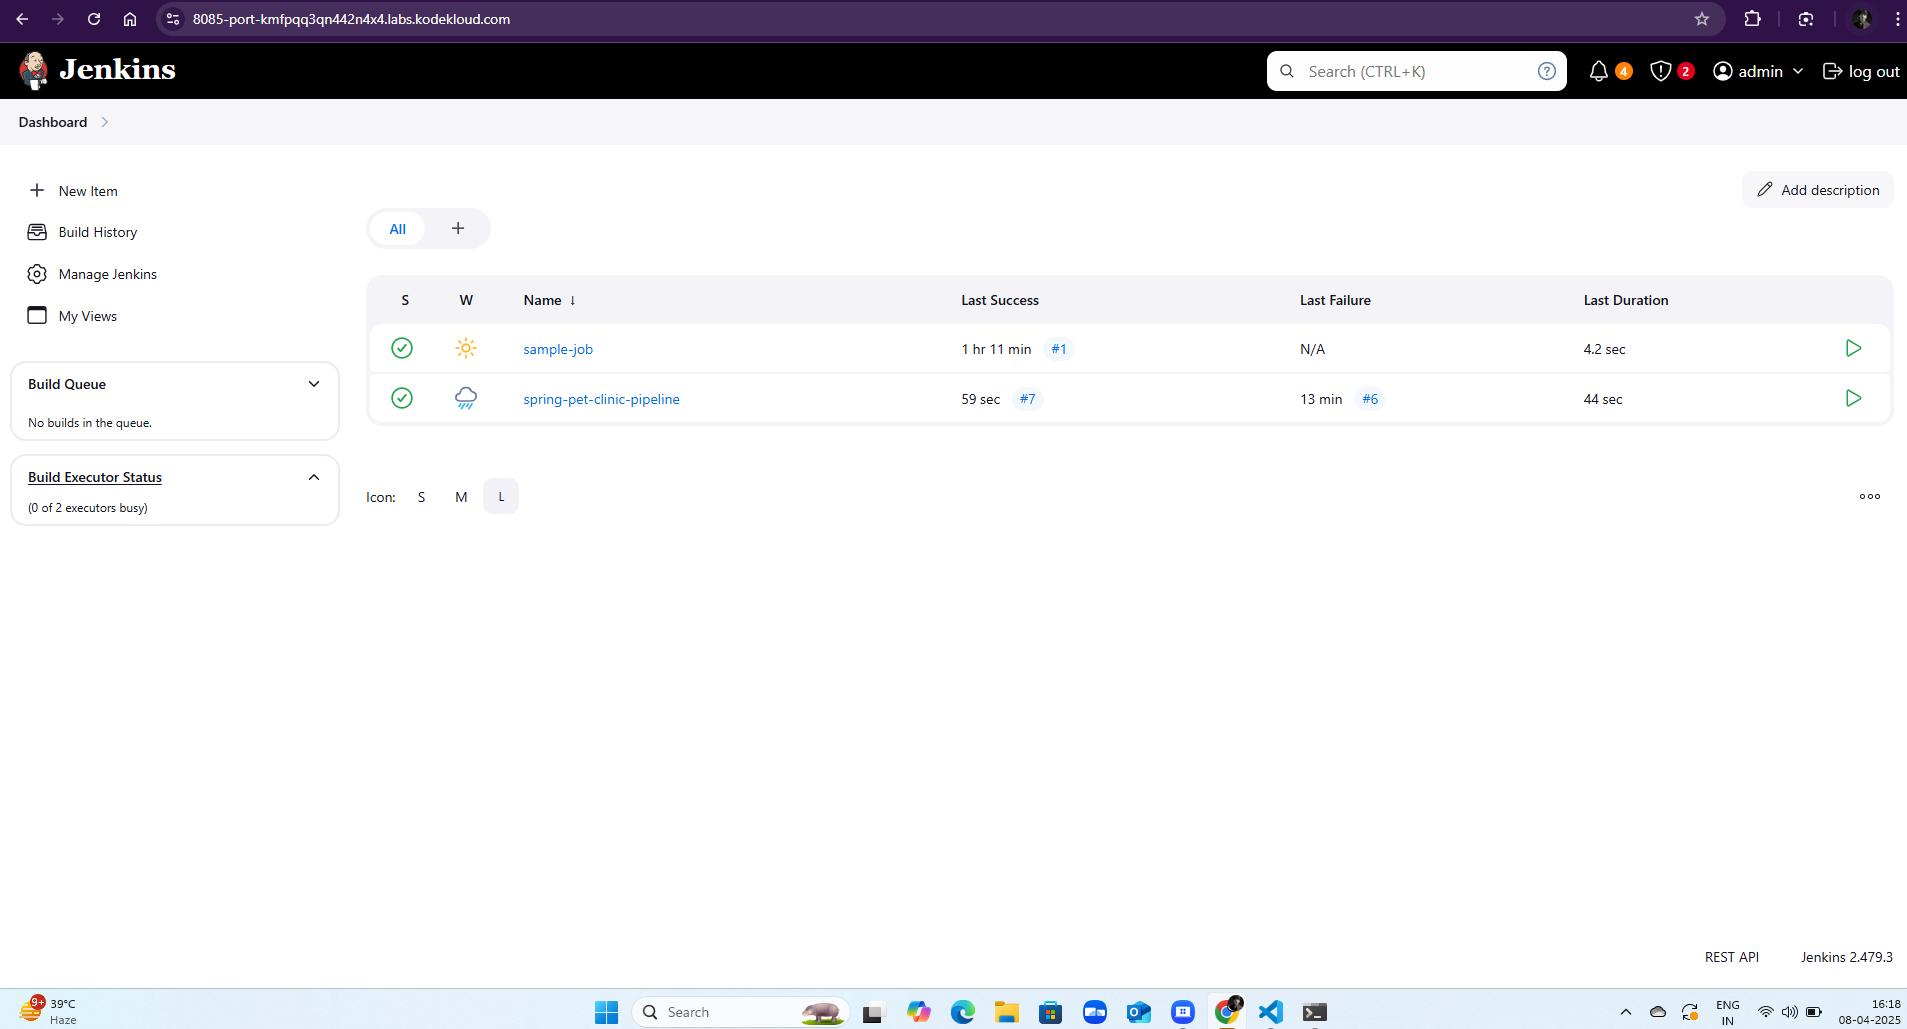 8085-port-kmfpqq3qn442n4x4.labs.kodekloud.com
Jenkins
Search (CTRL+K)
4
2
admin
log out
Dashboard
New Item
Build History
Manage Jenkins
My Views
Build Queue
No builds in the queue.
Build Executor Status
(0 of 2 executors busy)
Add description
All +
S W Name ↓ Last Success Last Failure Last Duration
sample-job 1 hr 11 min #1 N/A 4.2 sec
spring-pet-clinic-pipeline 59 sec #7 13 min #6 44 sec
Icon: S M L
REST API Jenkins 2.479.3
9+
39°C
Haze
Search
ENG
IN
16:18
08-04-2025